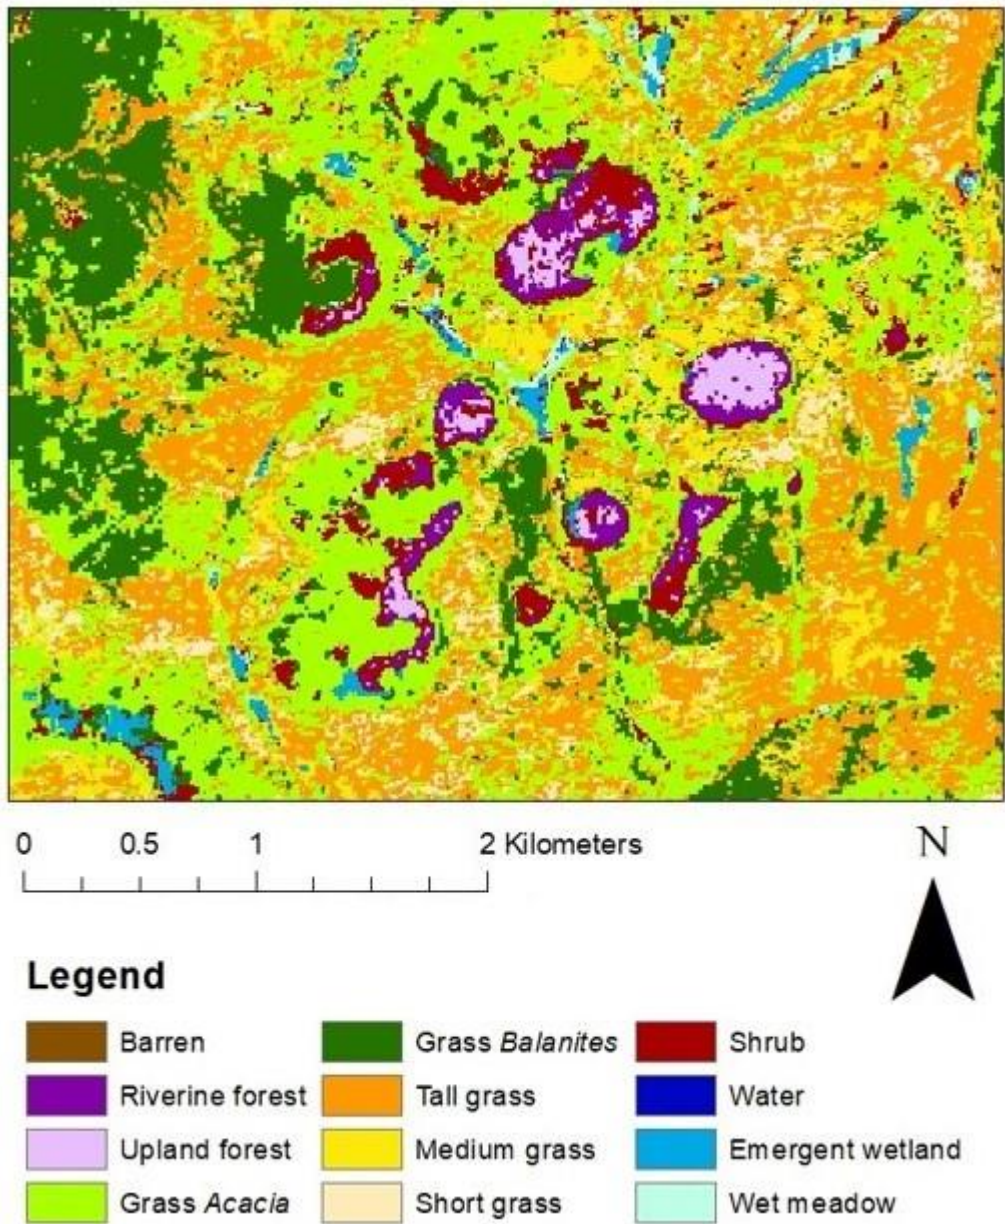 0 0.5 1 2 Kilometers
N
Legend
Barren Grass Balanites Shrub
Riverine forest Tall grass Water
Upland forest Medium grass Emergent wetland
Grass Acacia Short grass Wet meadow